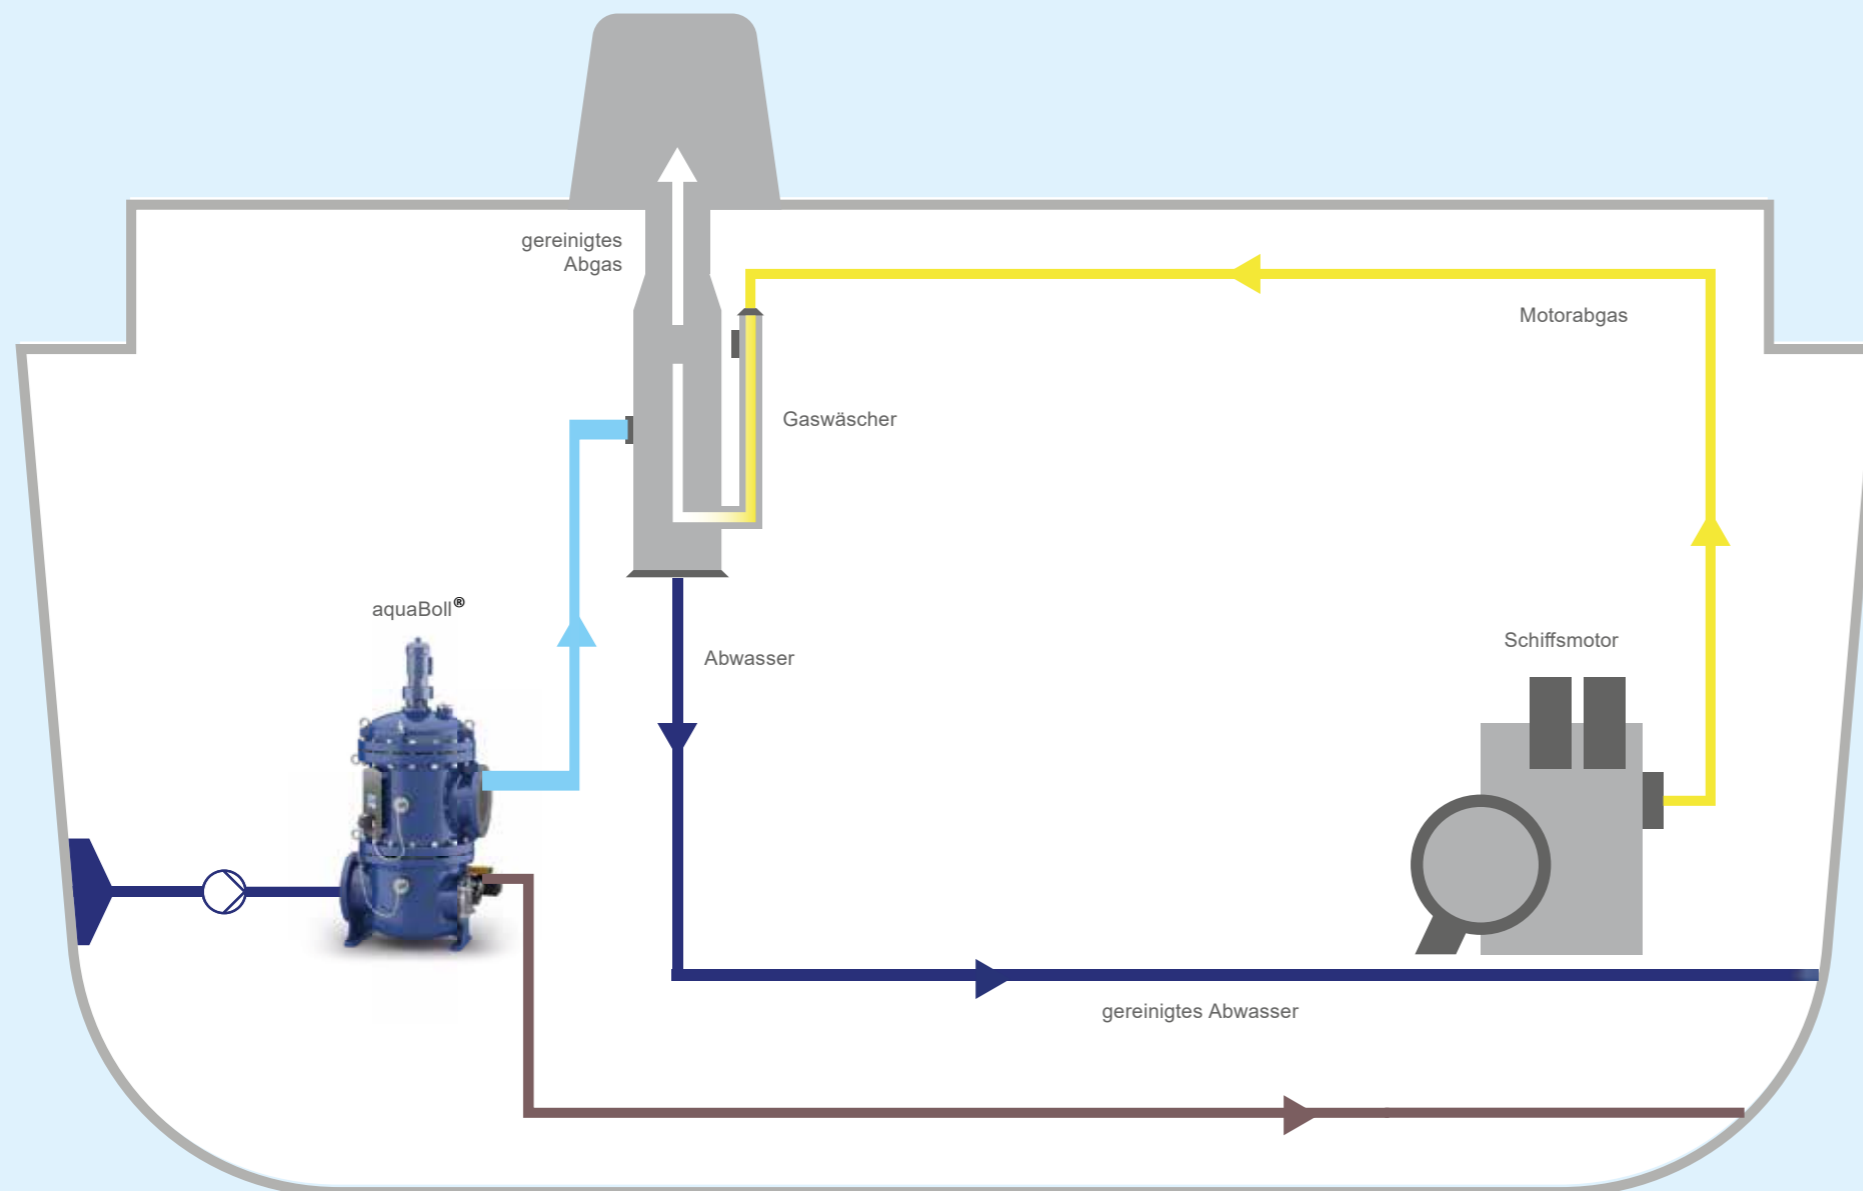 gereinigtes
Abgas
Motorabgas
Gaswäscher
aquaBoll®
Schiffsmotor
Abwasser
gereinigtes Abwasser